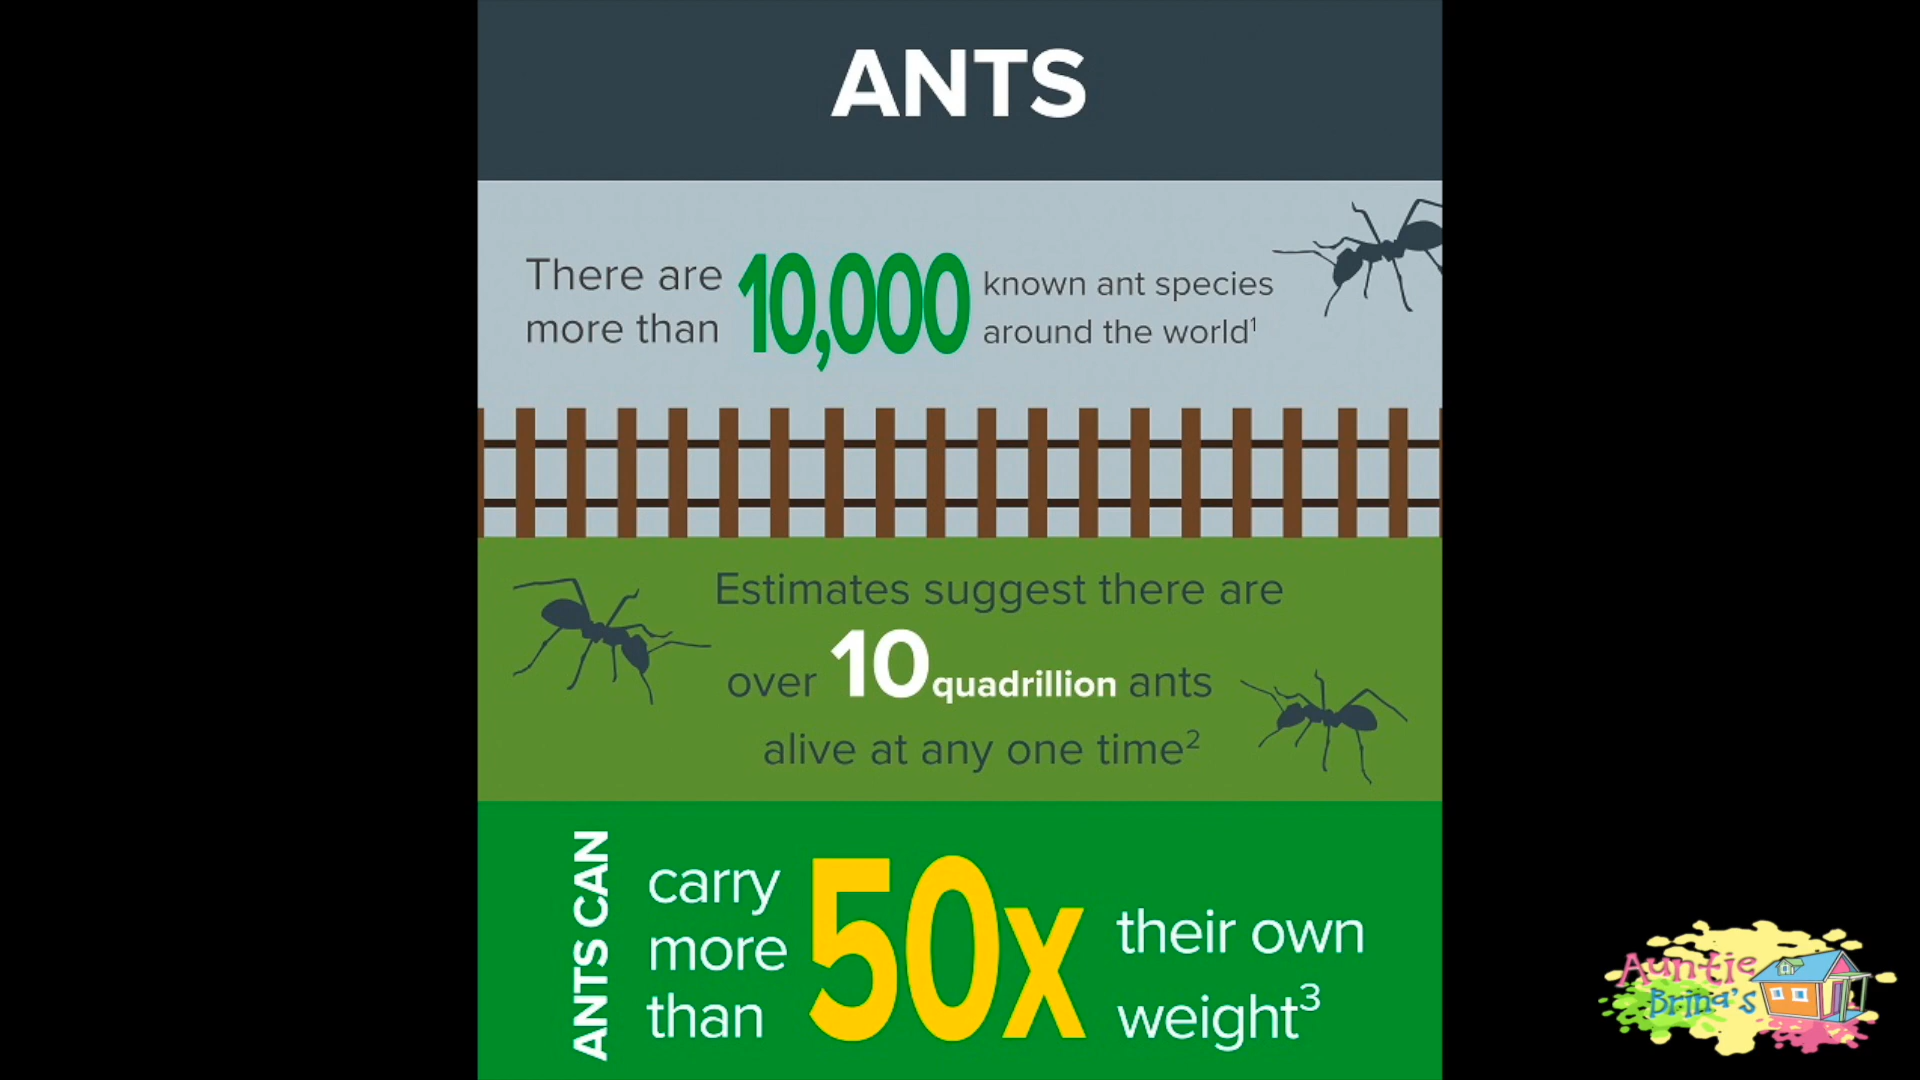 ANTS
There are
more than
10,000
known ant species
around the world¹
Estimates suggest there are
over 10 quadrillion ants
alive at any one time²
ANTS CAN
carry
more
than
50x
their own
weight³
Auntie
Brina's